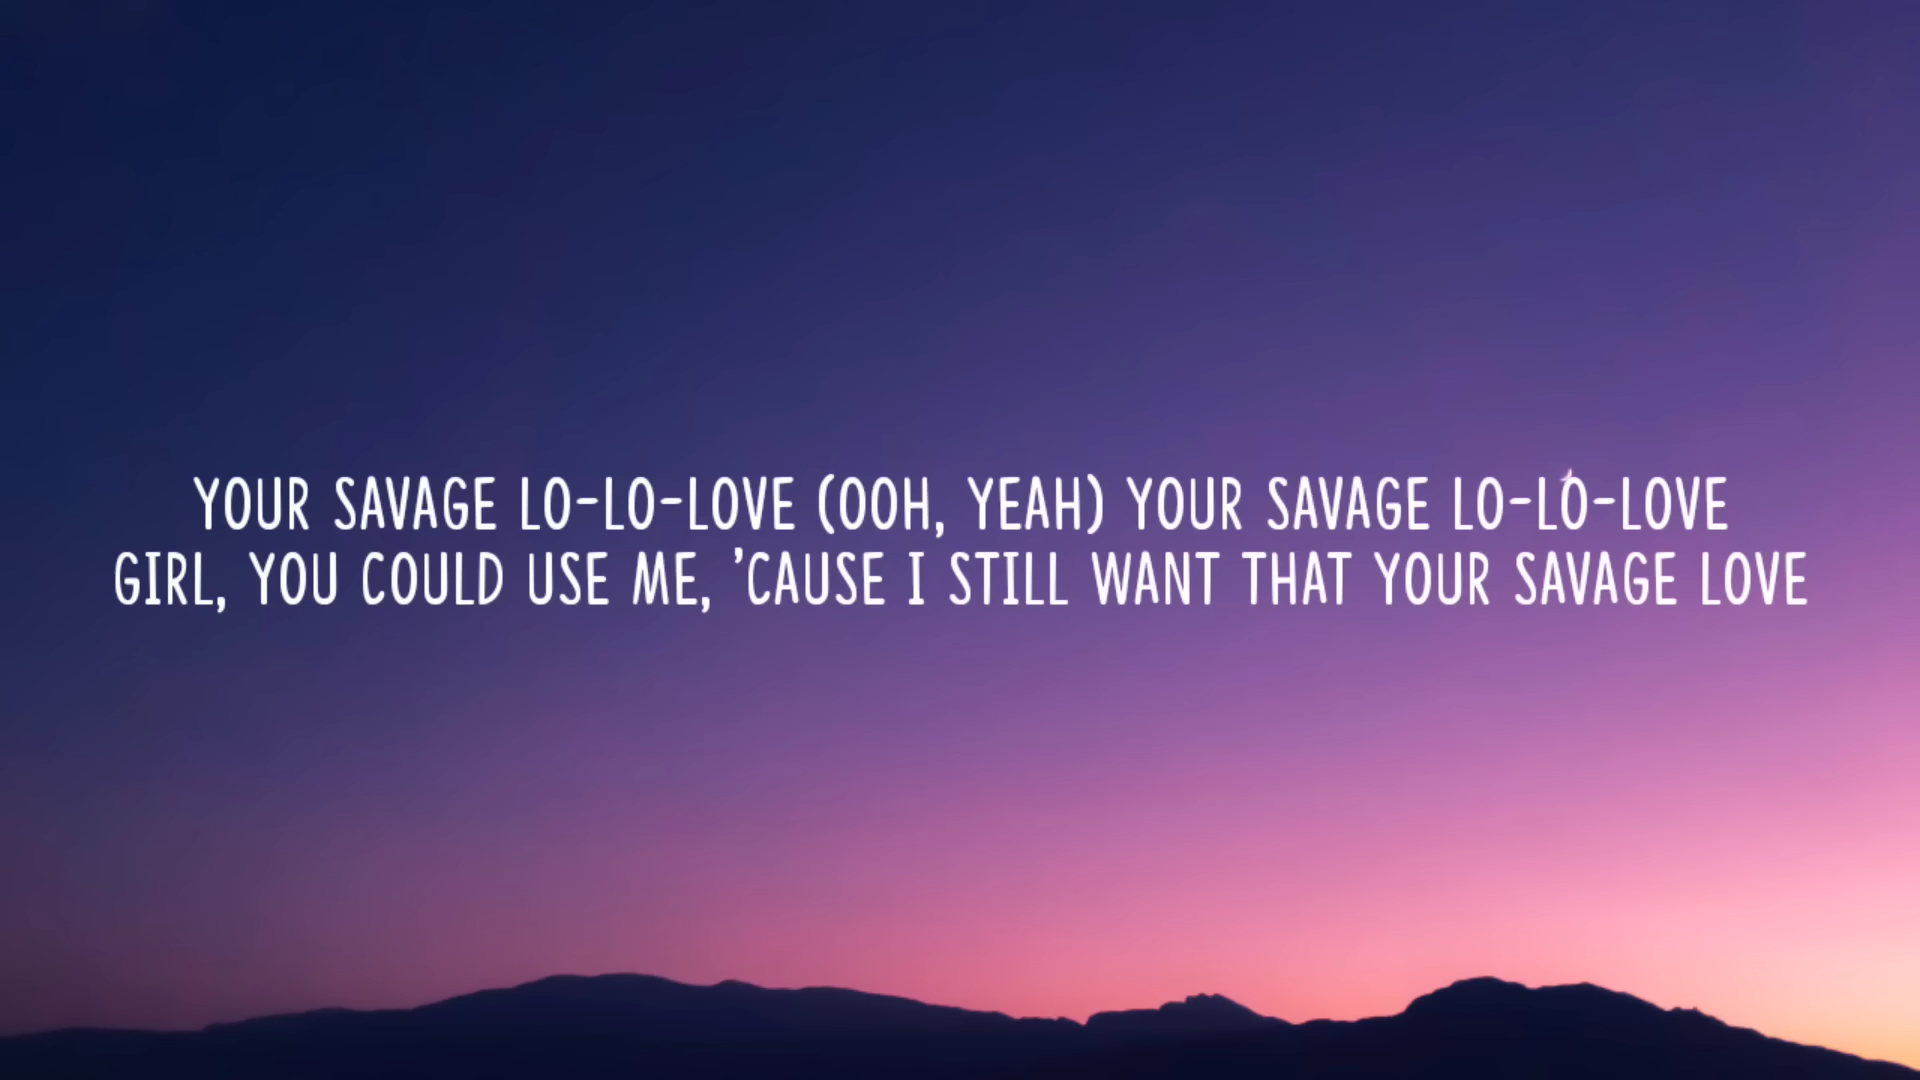 YOUR SAVAGE LO-LO-LOVE (OOH, YEAH) YOUR SAVAGE LO-LO-LOVE
GIRL, YOU COULD USE ME, 'CAUSE I STILL WANT THAT YOUR SAVAGE LOVE